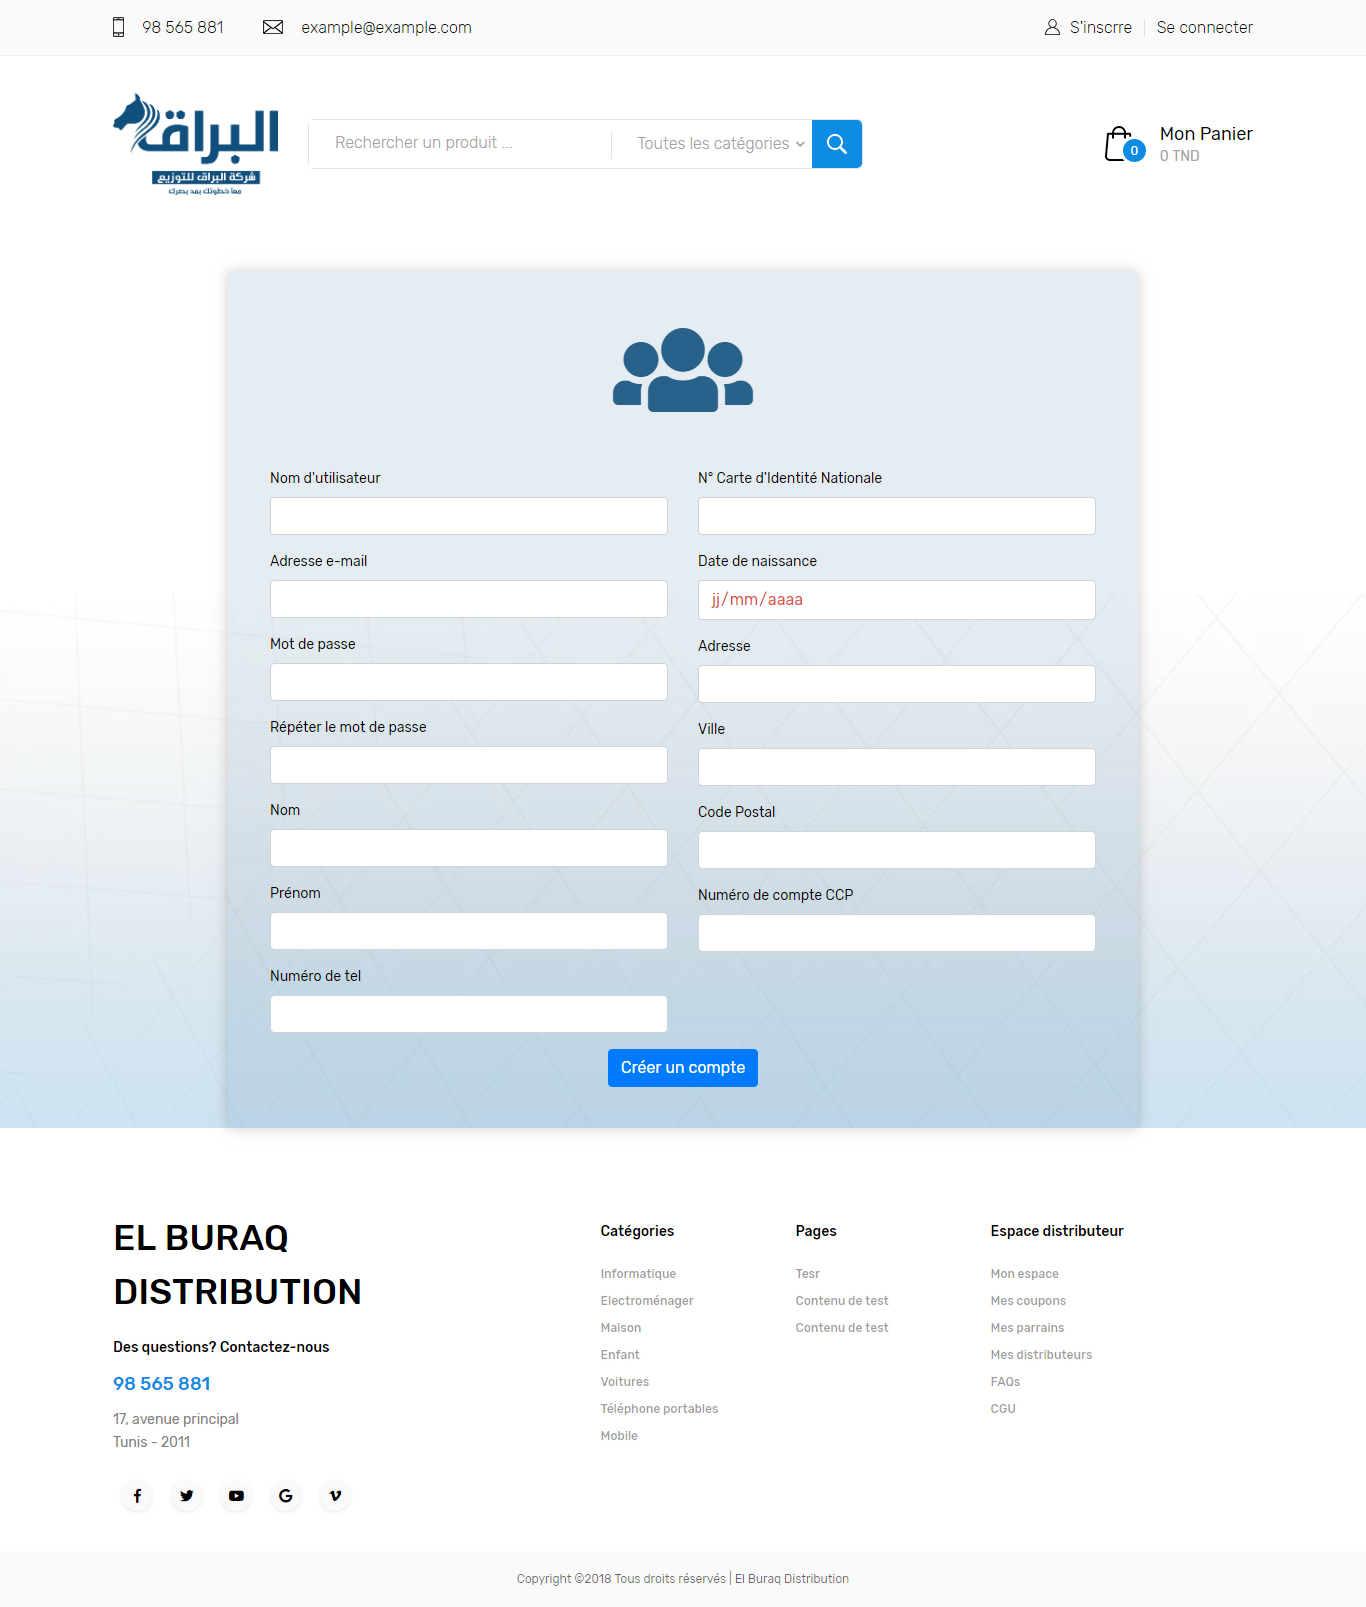 98 565 881
example@example.com
S'inscrre
Se connecter
البراق
شركة البراق للتوزيع
معا خطوتك بمد بصرك
Rechercher un produit ...
Toutes les catégories
0
Mon Panier
0 TND
Nom d'utilisateur
N° Carte d'Identité Nationale
Adresse e-mail
Date de naissance
jj/mm/aaaa
Mot de passe
Adresse
Répéter le mot de passe
Ville
Nom
Code Postal
Prénom
Numéro de compte CCP
Numéro de tel
Créer un compte
EL BURAQ
DISTRIBUTION
Des questions? Contactez-nous
98 565 881
17, avenue principal
Tunis - 2011
Catégories
Informatique
Electroménager
Maison
Enfant
Voitures
Téléphone portables
Mobile
Pages
Tesr
Contenu de test
Contenu de test
Espace distributeur
Mon espace
Mes coupons
Mes parrains
Mes distributeurs
FAQs
CGU
Copyright ©2018 Tous droits réservés | El Buraq Distribution